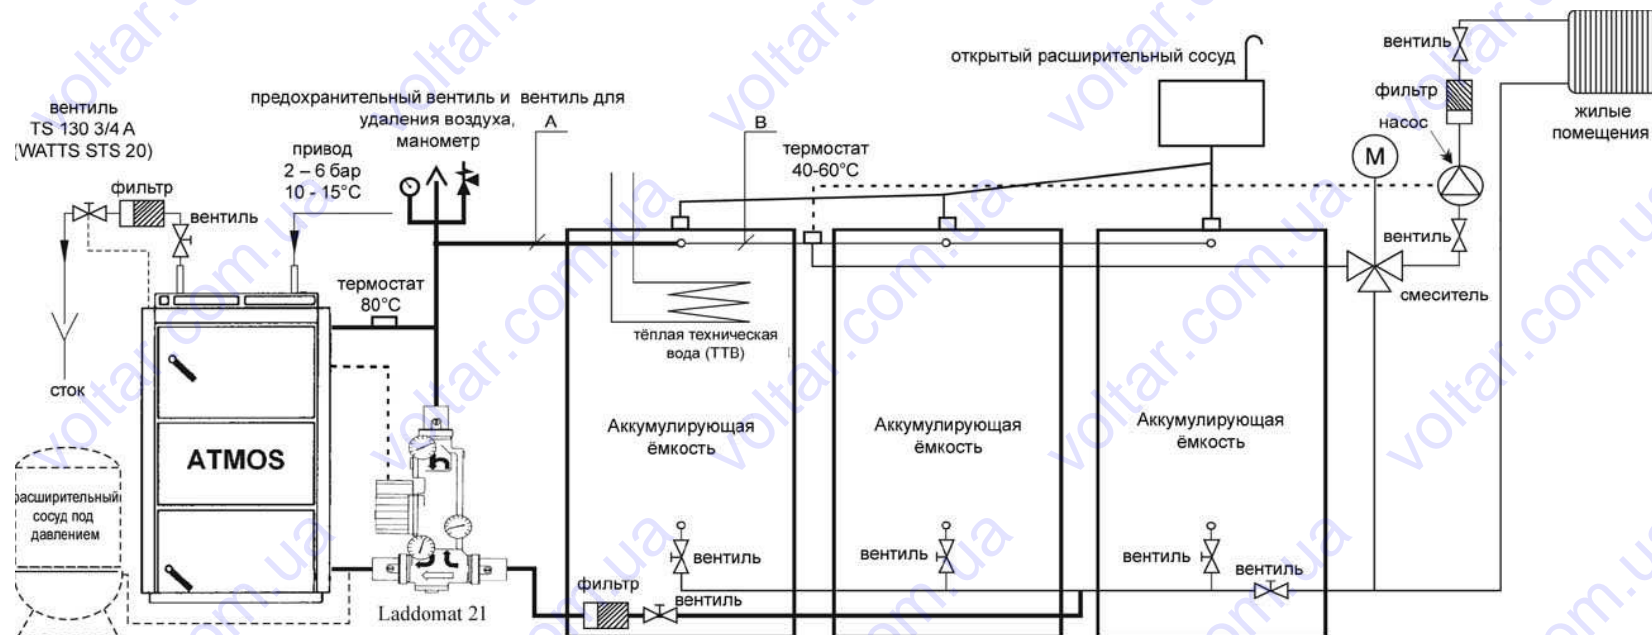 вентиль
TS 130 3/4 A
(WATTS STS 20)
фильтр
вентиль
сток
привод
2 – 6 бар
10 - 15°C
предохранительный вентиль и вентиль для
удаления воздуха,
манометр
термостат
80°C
ATMOS
расширительный
сосуд под
давлением
Laddomat 21
A
B
термостат
40-60°C
тёплая техническая
вода (ТТВ)
открытый расширительный сосуд
Аккумулирующая
ёмкость
Аккумулирующая
ёмкость
Аккумулирующая
ёмкость
вентиль
вентиль
вентиль
вентиль
фильтр
вентиль
вентиль
фильтр
насос
M
вентиль
смеситель
жилые
помещения
voltar.com.ua